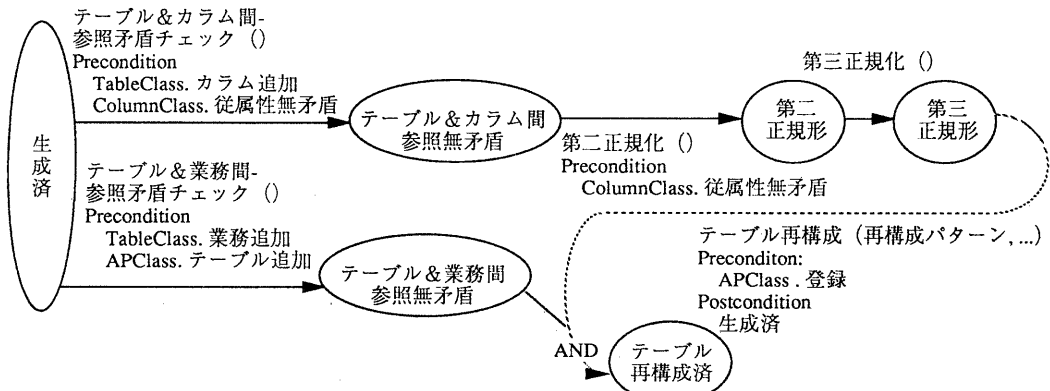 テーブル＆カラム間-
参照矛盾チェック（）
Precondition
TableClass. カラム追加
ColumnClass. 従属性無矛盾
生成済
テーブル＆カラム間
参照無矛盾
第二正規化（）
Precondition
ColumnClass. 従属性無矛盾
第三正規化（）
第二
正規形
第三
正規形
テーブル＆業務間-
参照矛盾チェック（）
Precondition
TableClass. 業務追加
APClass. テーブル追加
テーブル＆業務間
参照無矛盾
テーブル再構成（再構成パターン, ...）
Preconditon:
APClass . 登録
Postcondition
生成済
AND
テーブル
再構成済